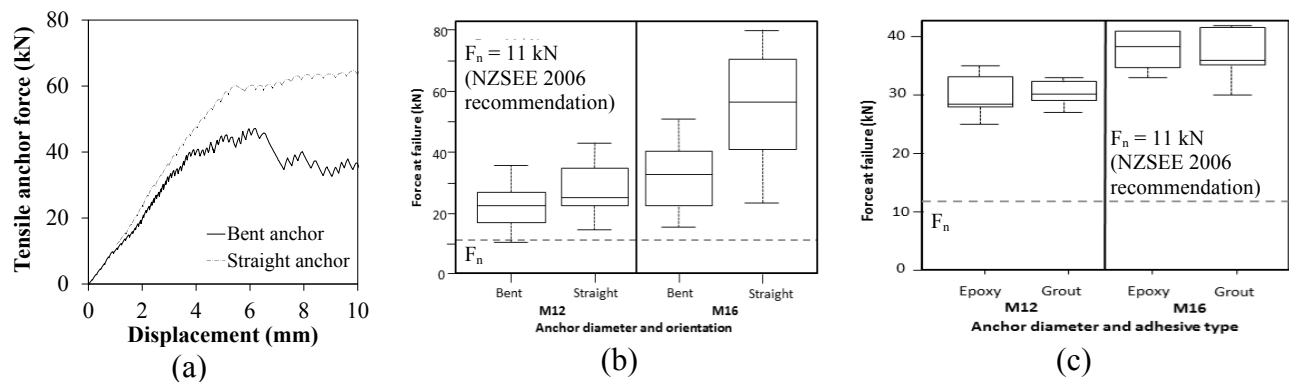 Tensile anchor force (kN)
80
60
40
20
0
0
2
4
6
8
10
Bent anchor
Straight anchor
Displacement (mm)
(a)
Force at failure (kN)
80
60
40
20
0
F_n = 11 kN
(NZSEE 2006
recommendation)
F_n
Bent
Straight
Bent
Straight
M12
M16
Anchor diameter and orientation
(b)
Force at failure (kN)
40
30
20
10
0
F_n = 11 kN
(NZSEE 2006
recommendation)
F_n
Epoxy
Grout
Epoxy
Grout
M12
M16
Anchor diameter and adhesive type
(c)